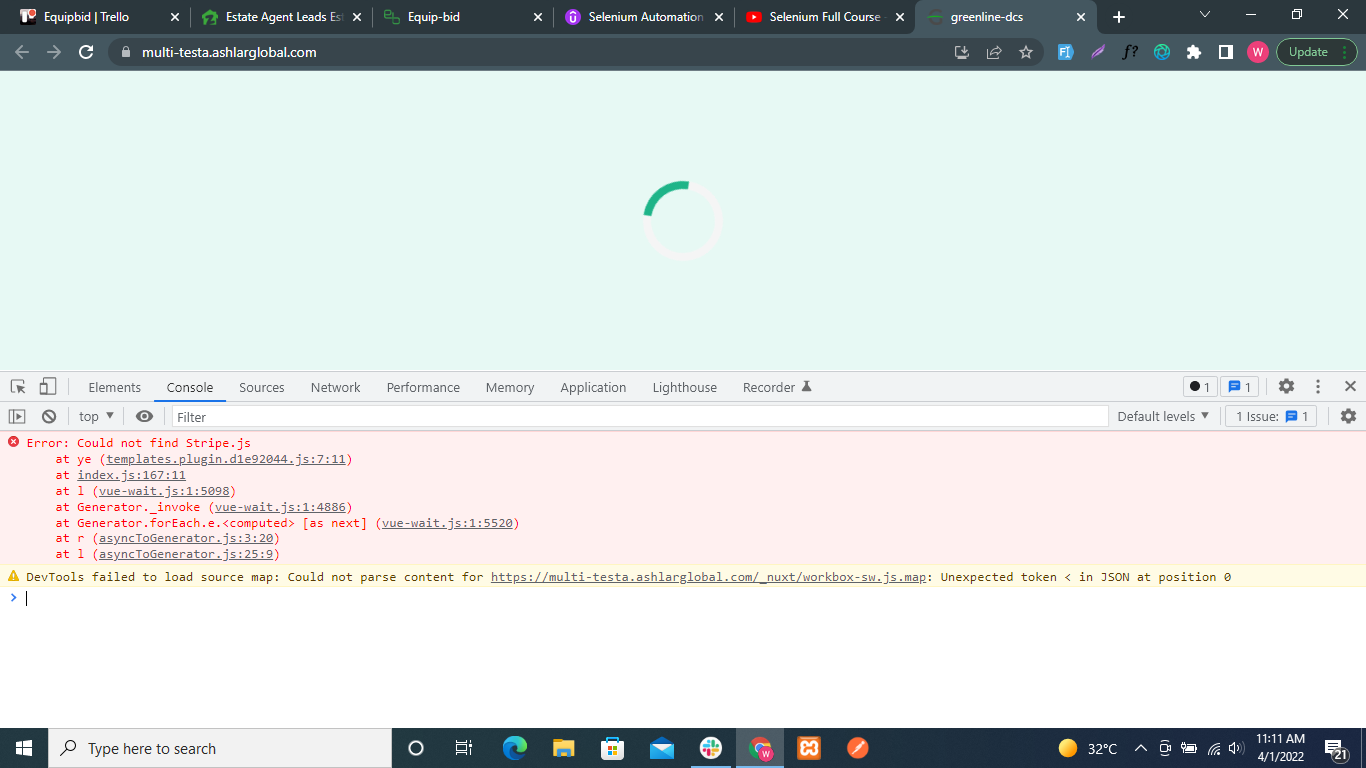 Equipbid | Trello
Estate Agent Leads Est
Equip-bid
Selenium Automation
Selenium Full Course -
greenline-dcs
multi-testa.ashlarglobal.com
f?
W
Update
Elements
Console
Sources
Network
Performance
Memory
Application
Lighthouse
Recorder
1
1
top
Filter
Default levels
1 Issue:
1
Error: Could not find Stripe.js
at ye (templates.plugin.d1e92044.js:7:11)
at index.js:167:11
at l (vue-wait.js:1:5098)
at Generator._invoke (vue-wait.js:1:4886)
at Generator.forEach.e.<computed> [as next] (vue-wait.js:1:5520)
at r (asyncToGenerator.js:3:20)
at l (asyncToGenerator.js:25:9)
DevTools failed to load source map: Could not parse content for https://multi-testa.ashlarglobal.com/_nuxt/workbox-sw.js.map: Unexpected token < in JSON at position 0
Type here to search
W
32°C
11:11 AM
4/1/2022
21